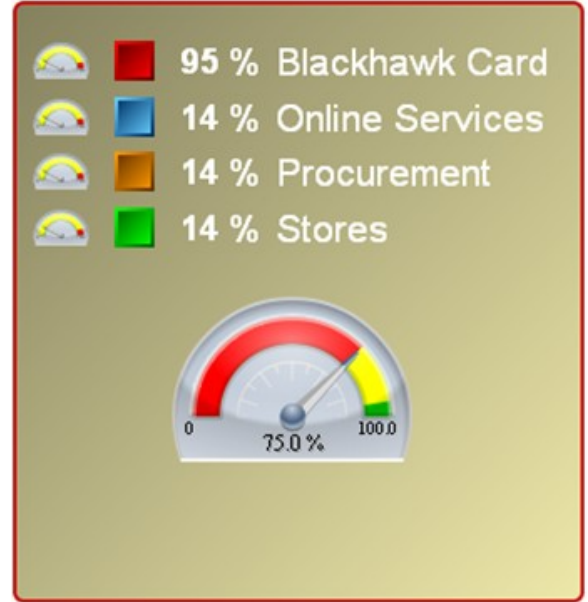 95 % Blackhawk Card
14 % Online Services
14 % Procurement
14 % Stores
0 100.0
75.0 %